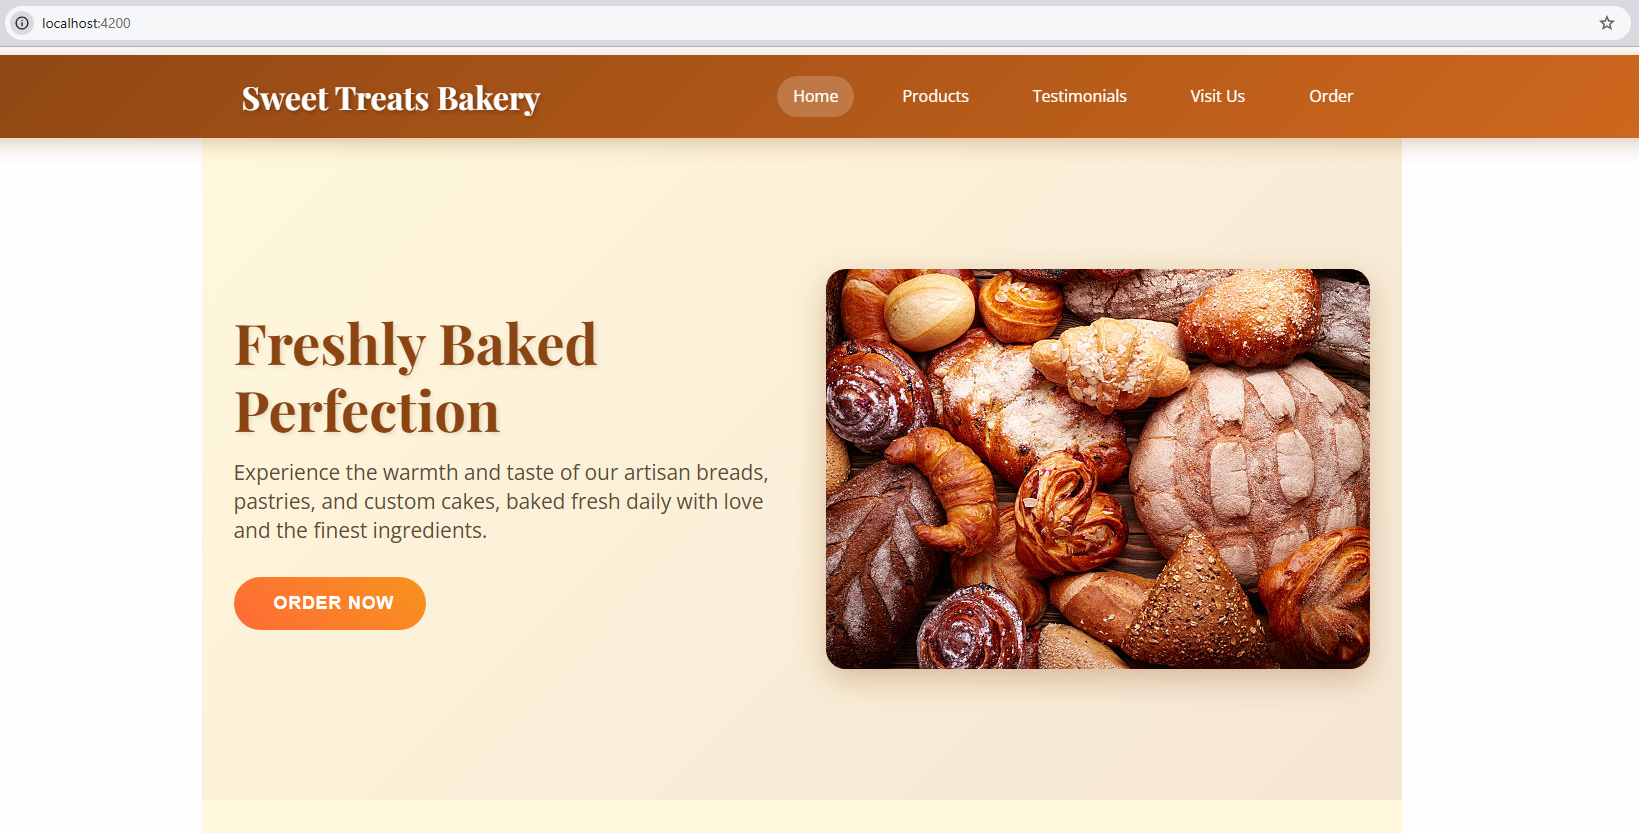 localhost:4200
Sweet Treats Bakery
Home Products Testimonials Visit Us Order
Freshly Baked
Perfection
Experience the warmth and taste of our artisan breads,
pastries, and custom cakes, baked fresh daily with love
and the finest ingredients.
ORDER NOW